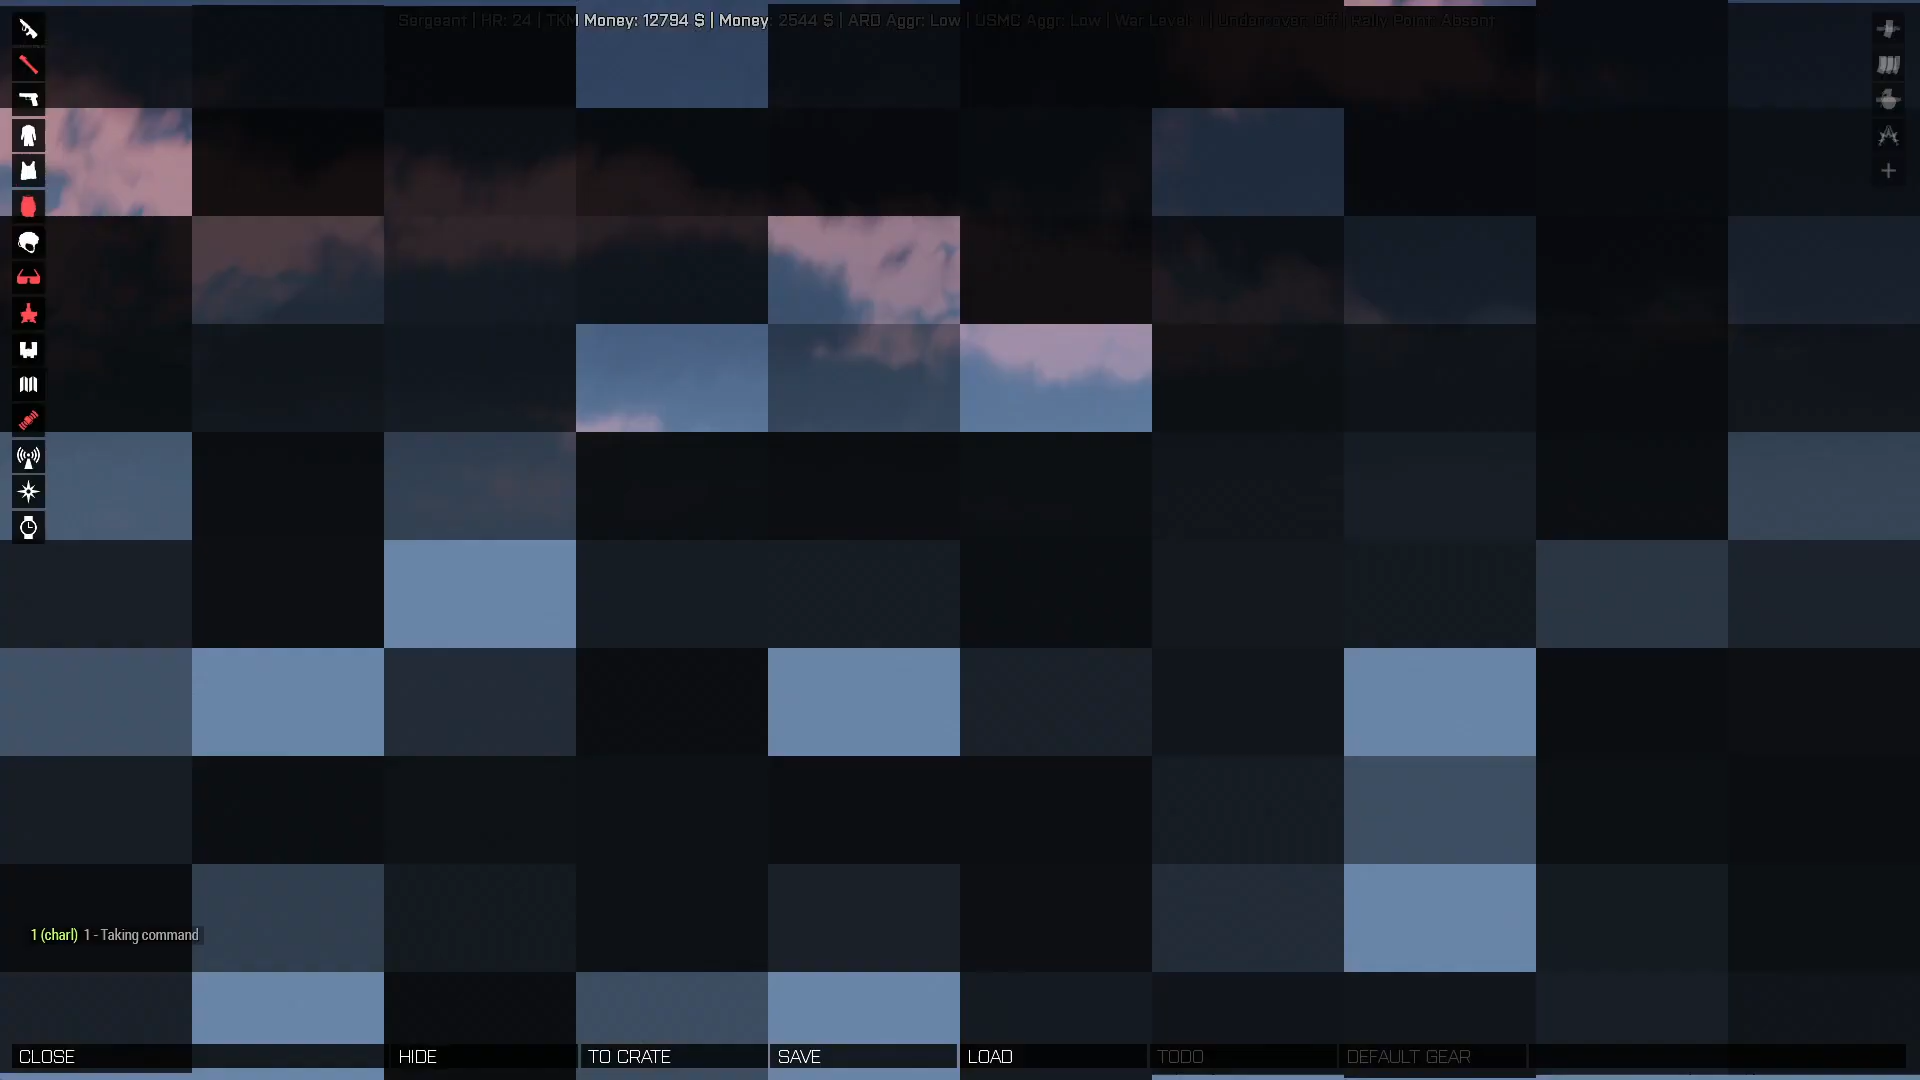 Sergeant | HR: 24 | TKM Money: 12794 $ | Money: 2544 $ | ARD Aggr: Low | USMC Aggr: Low | War Level: 1 | Undercover: Off | Rally Point: Absent
1 (charl) 1 - Taking command
CLOSE HIDE TO CRATE SAVE LOAD TODO DEFAULT GEAR